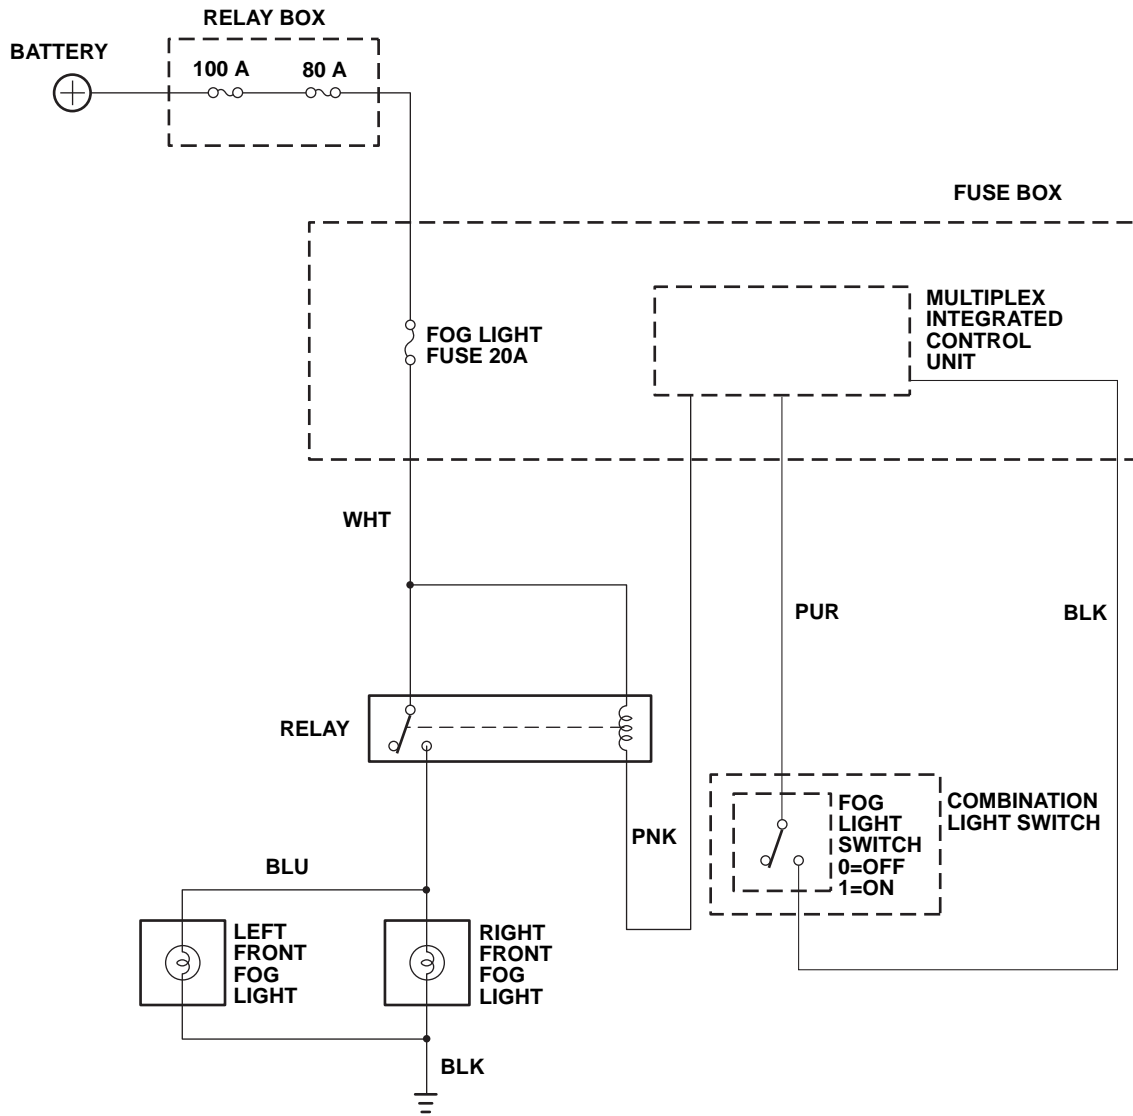 RELAY BOX
BATTERY
100 A
80 A
FUSE BOX
FOG LIGHT
FUSE 20A
MULTIPLEX
INTEGRATED
CONTROL
UNIT
WHT
PUR
BLK
RELAY
PNK
FOG
LIGHT
SWITCH
0=OFF
1=ON
COMBINATION
LIGHT SWITCH
BLU
LEFT
FRONT
FOG
LIGHT
RIGHT
FRONT
FOG
LIGHT
BLK